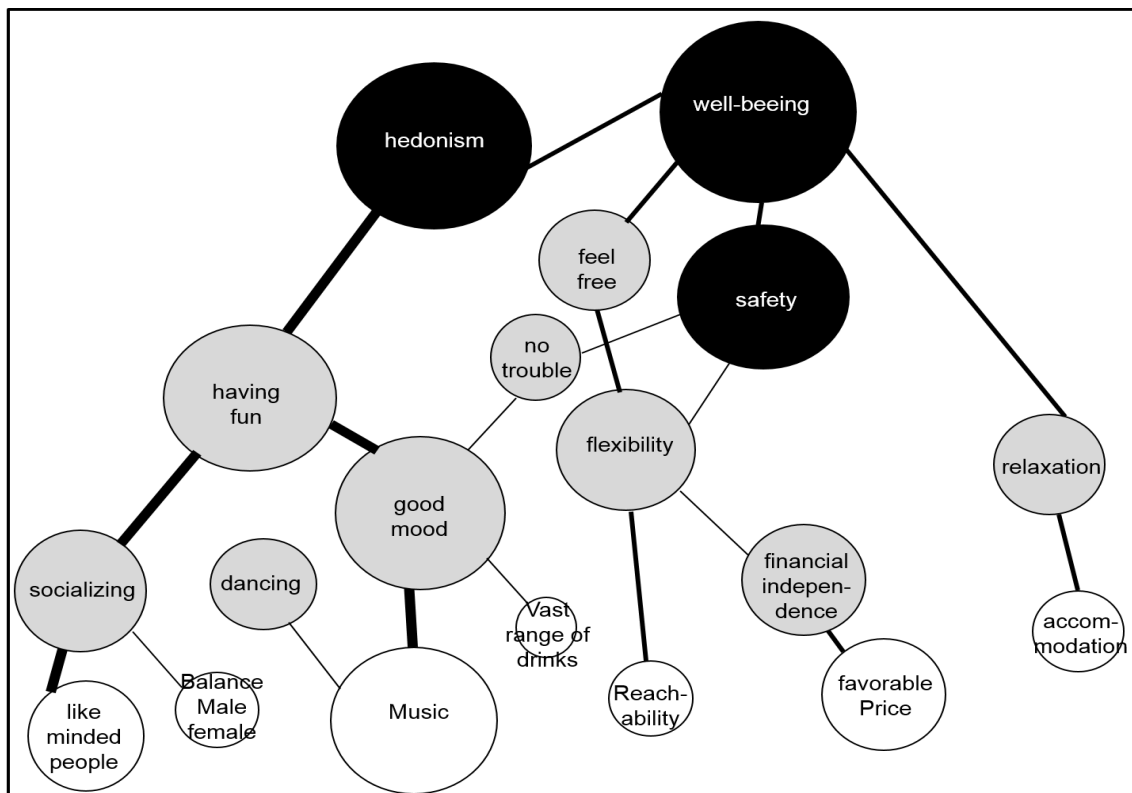 well-beeing
hedonism
feel
free
safety
no
trouble
having
fun
flexibility
relaxation
good
mood
financial
indepen-
dence
socializing
dancing
Vast
range of
drinks
accom-
modation
Balance
Male
female
Reach-
ability
favorable
Price
like
minded
people
Music